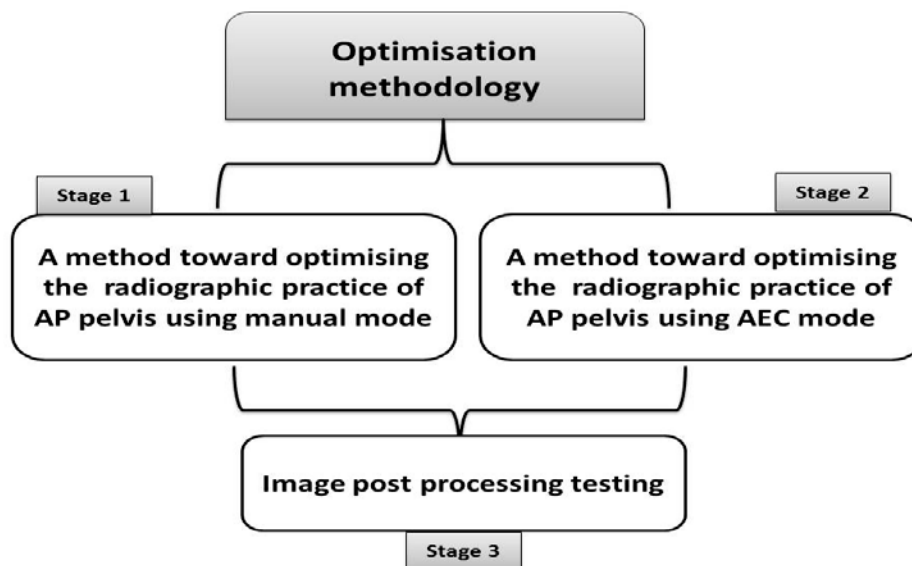 Optimisation
methodology
Stage 1
A method toward optimising
the radiographic practice of
AP pelvis using manual mode
Stage 2
A method toward optimising
the radiographic practice of
AP pelvis using AEC mode
Image post processing testing
Stage 3